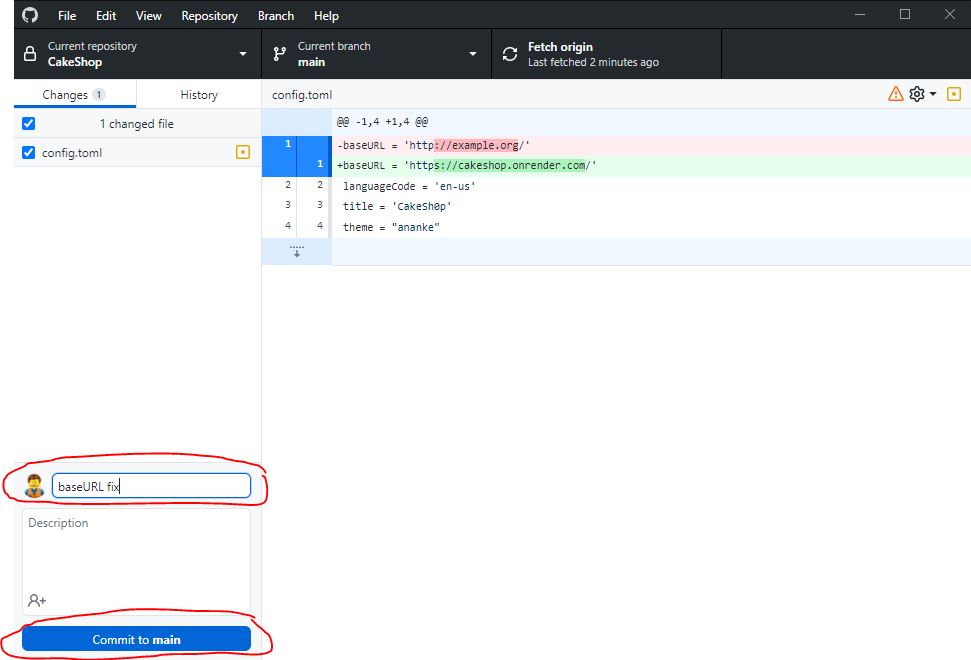 File Edit View Repository Branch Help
Current repository
CakeShop
Current branch
main
Fetch origin
Last fetched 2 minutes ago
Changes 1 History
config.toml
1 changed file
config.toml
@@ -1,4 +1,4 @@
1 -baseURL = 'http://example.org/'
1 +baseURL = 'https://cakeshop.onrender.com/'
2 2 languageCode = 'en-us'
3 3 title = 'CakeSh0p'
4 4 theme = "ananke"
baseURL fix
Description
Commit to main